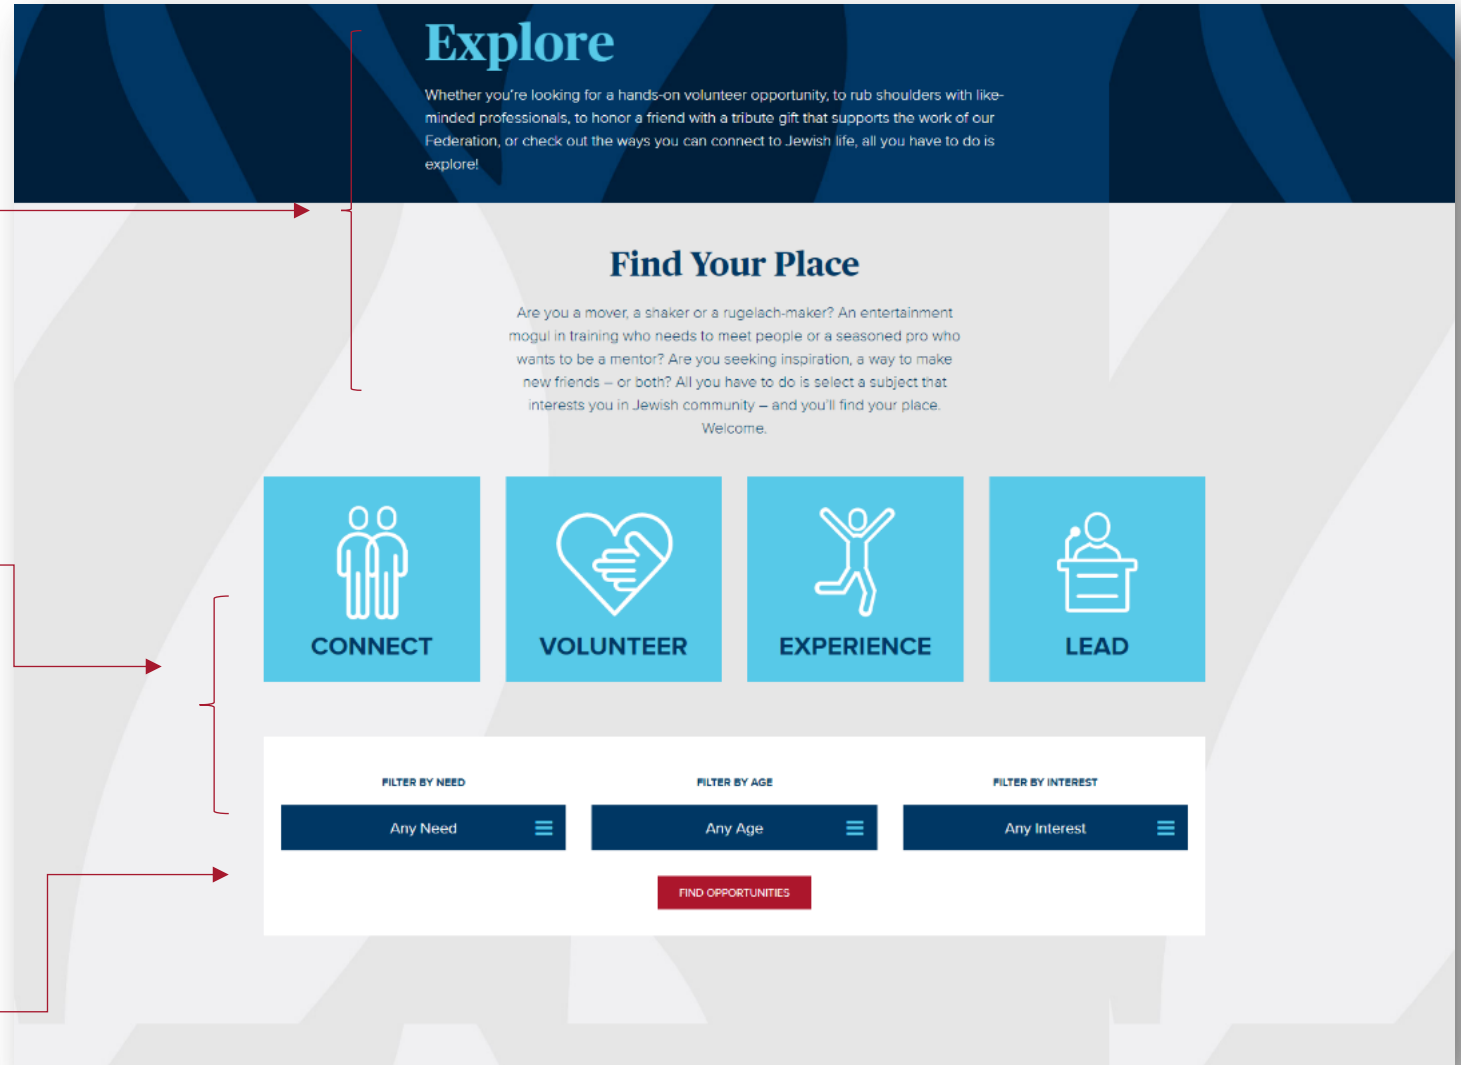 Explore
Whether you're looking for a hands-on volunteer opportunity, to rub shoulders with like-
minded professionals, to honor a friend with a tribute gift that supports the work of our
Federation, or check out the ways you can connect to Jewish life, all you have to do is
explore!
Find Your Place
Are you a mover, a shaker or a rugelach-maker? An entertainment
mogul in training who needs to meet people or a seasoned pro who
wants to be a mentor? Are you seeking inspiration, a way to make
new friends – or both? All you have to do is select a subject that
interests you in Jewish community – and you'll find your place.
Welcome.
CONNECT VOLUNTEER EXPERIENCE LEAD
FILTER BY NEED FILTER BY AGE FILTER BY INTEREST
Any Need Any Age Any Interest
FIND OPPORTUNITIES